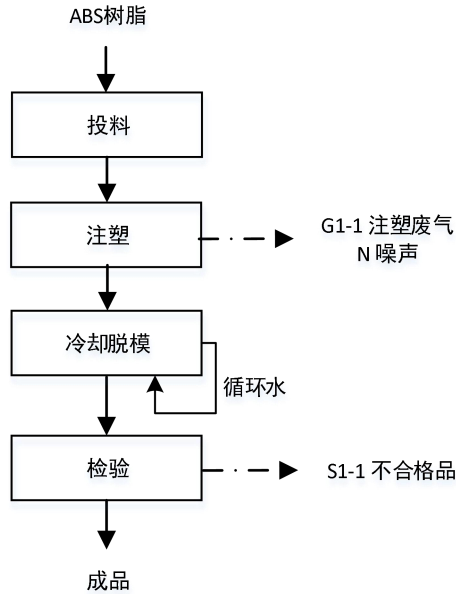 ABS树脂
投料
注塑
G1-1 注塑废气
N 噪声
冷却脱模
循环水
检验
S1-1 不合格品
成品